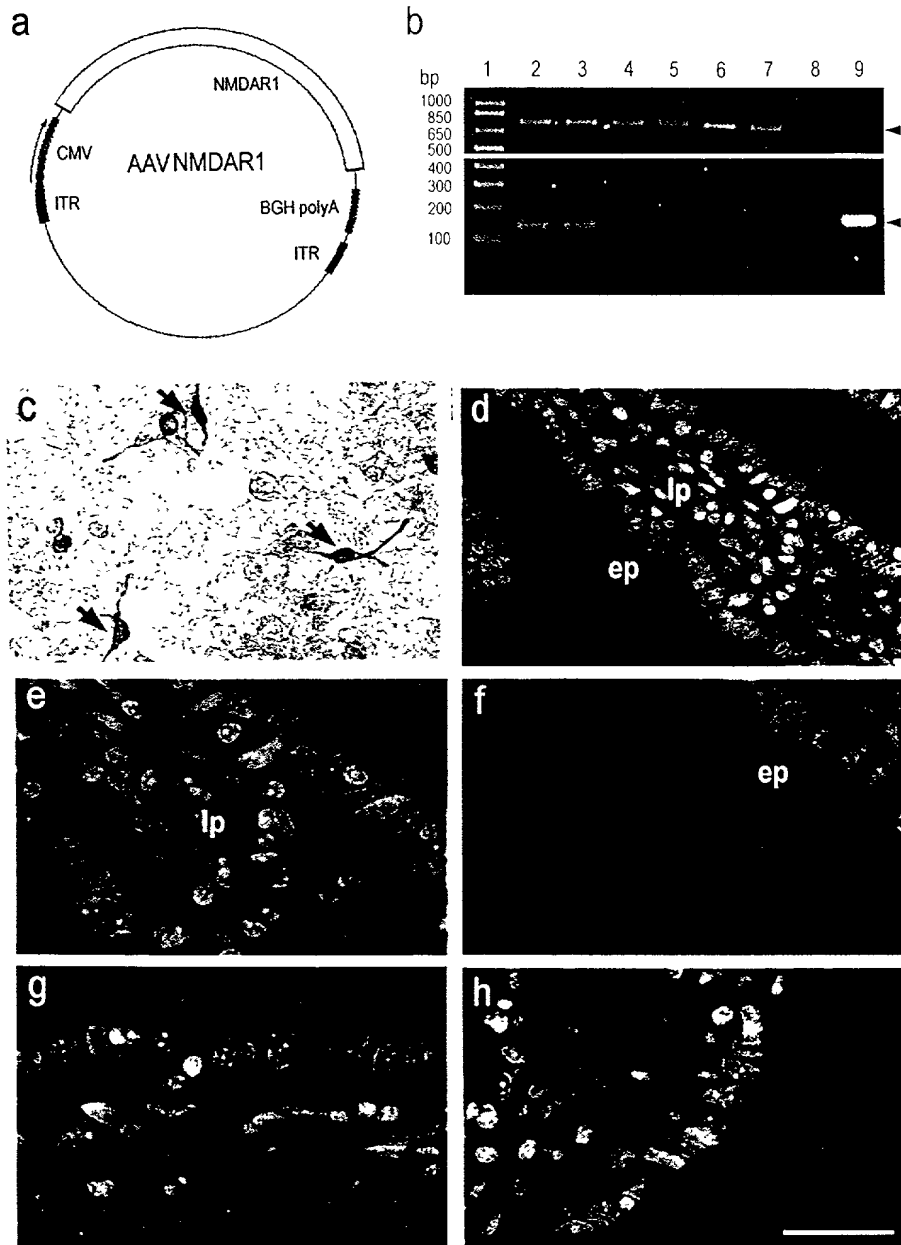 a
NMDAR1
CMV
AAVNMDAR1
ITR
BGH polyA
ITR
b
1 2 3 4 5 6 7 8 9
bp
1000
850
650
500
400
300
200
100
c
d
lp
ep
e
lp
f
ep
g
h